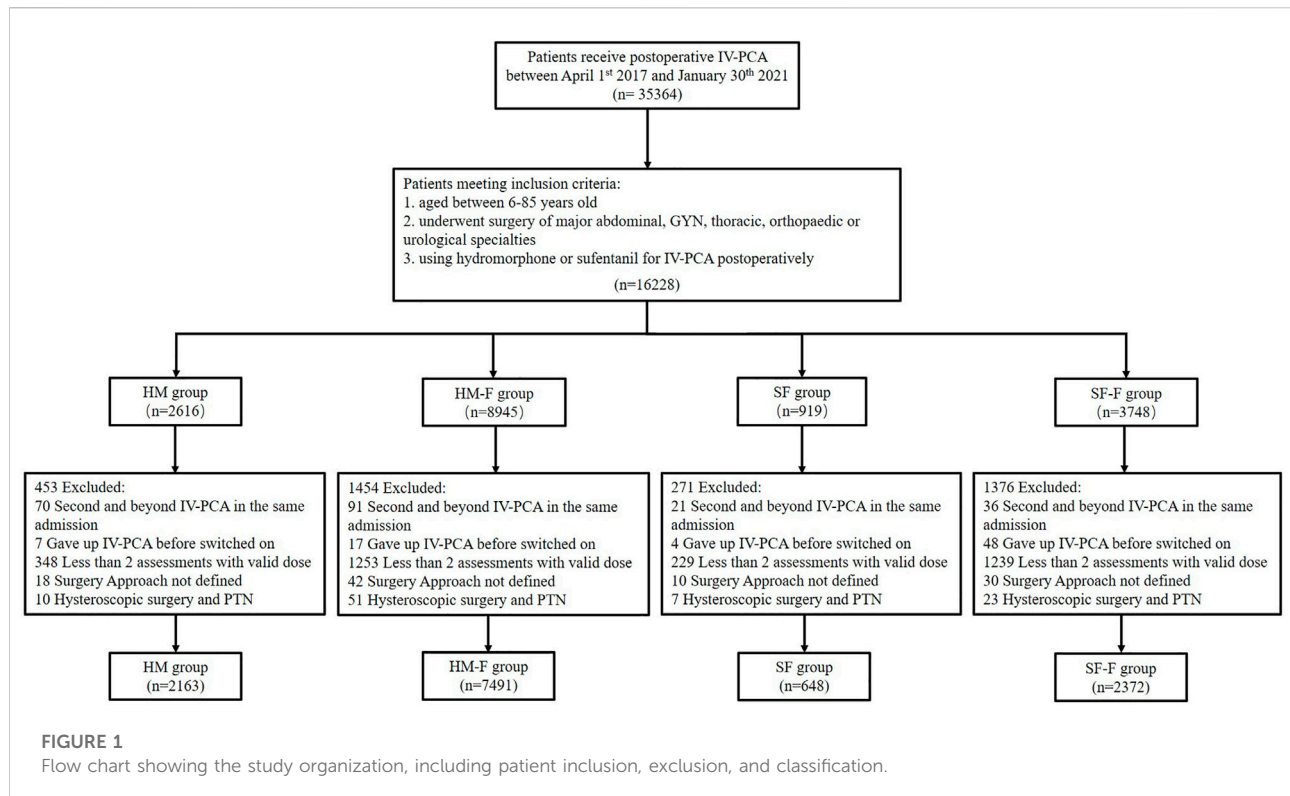 Patients receive postoperative IV-PCA
between April 1st 2017 and January 30th 2021
(n= 35364)
Patients meeting inclusion criteria:
1. aged between 6-85 years old
2. underwent surgery of major abdominal, GYN, thoracic, orthopaedic or
urological specialties
3. using hydromorphone or sufentanil for IV-PCA postoperatively
(n=16228)
HM group
(n=2616)
HM-F group
(n=8945)
SF group
(n=919)
SF-F group
(n=3748)
453 Excluded:
70 Second and beyond IV-PCA in the same
admission
7 Gave up IV-PCA before switched on
348 Less than 2 assessments with valid dose
18 Surgery Approach not defined
10 Hysteroscopic surgery and PTN
1454 Excluded:
91 Second and beyond IV-PCA in the same
admission
17 Gave up IV-PCA before switched on
1253 Less than 2 assessments with valid dose
42 Surgery Approach not defined
51 Hysteroscopic surgery and PTN
271 Excluded:
21 Second and beyond IV-PCA in the same
admission
4 Gave up IV-PCA before switched on
229 Less than 2 assessments with valid dose
10 Surgery Approach not defined
7 Hysteroscopic surgery and PTN
1376 Excluded:
36 Second and beyond IV-PCA in the same
admission
48 Gave up IV-PCA before switched on
1239 Less than 2 assessments with valid dose
30 Surgery Approach not defined
23 Hysteroscopic surgery and PTN
HM group
(n=2163)
HM-F group
(n=7491)
SF group
(n=648)
SF-F group
(n=2372)
FIGURE 1
Flow chart showing the study organization, including patient inclusion, exclusion, and classification.